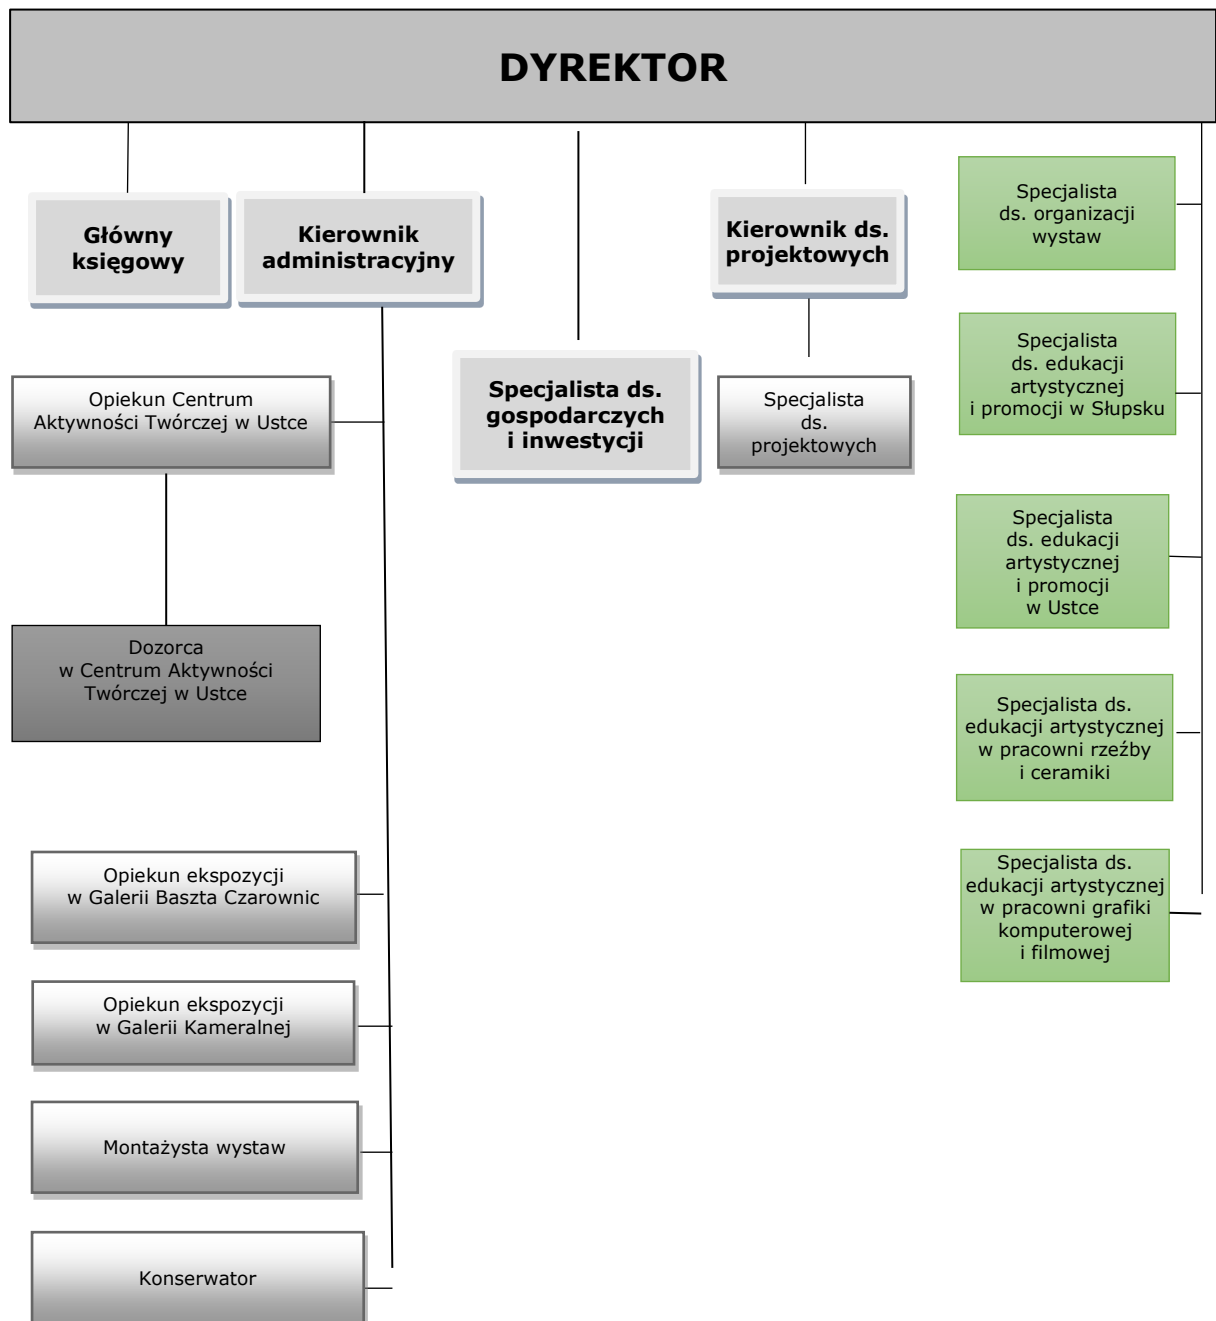 DYREKTOR
Główny
księgowy
Kierownik
administracyjny
Kierownik ds.
projektowych
Specjalista
ds. organizacji
wystaw
Specjalista
ds. edukacji
artystycznej
i promocji w Słupsku
Opiekun Centrum
Aktywności Twórczej w Ustce
Specjalista ds.
gospodarczych
i inwestycji
Specjalista
ds.
projektowych
Specjalista
ds. edukacji
artystycznej
i promocji
w Ustce
Dozorca
w Centrum Aktywności
Twórczej w Ustce
Specjalista ds.
edukacji artystycznej
w pracowni rzeźby
i ceramiki
Opiekun ekspozycji
w Galerii Baszta Czarownic
Specjalista ds.
edukacji artystycznej
w pracowni grafiki
komputerowej
i filmowej
Opiekun ekspozycji
w Galerii Kameralnej
Montażysta wystaw
Konserwator